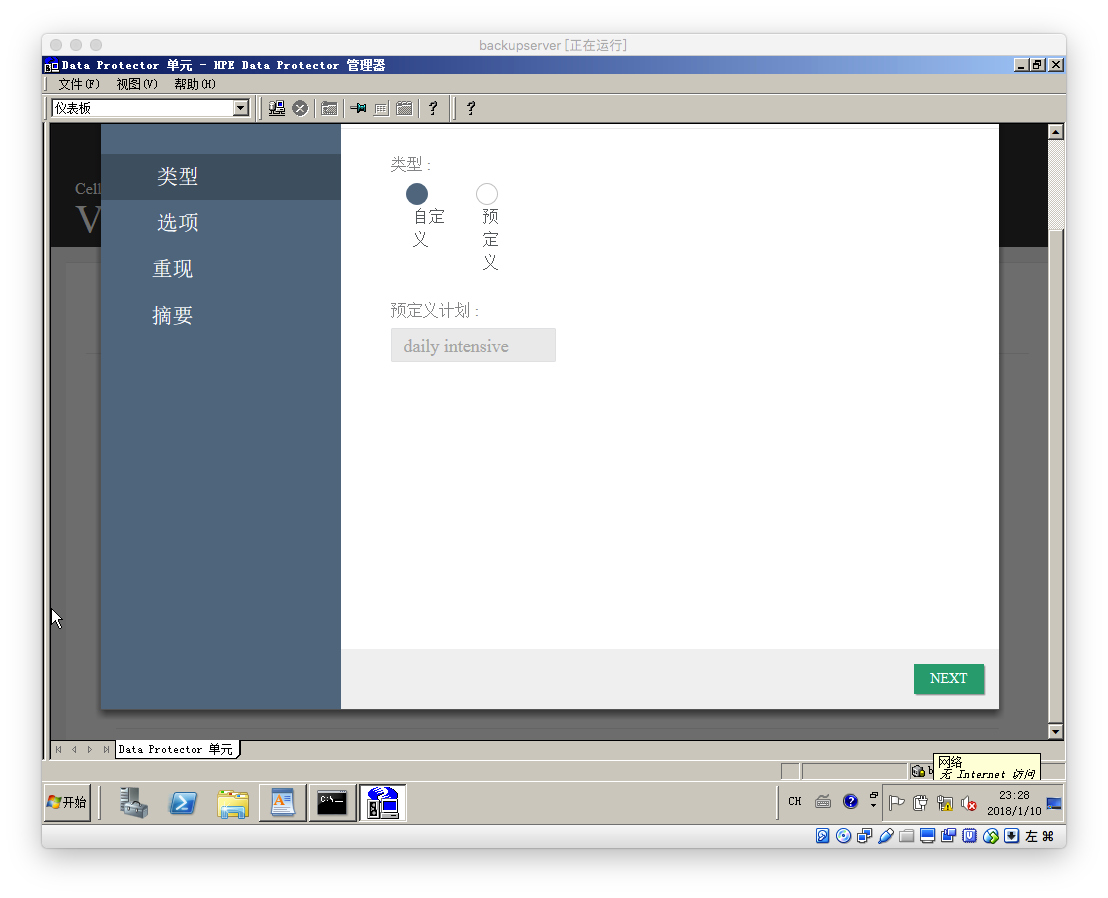 backupserver [正在运行]
Data Protector 单元 - HPE Data Protector 管理器
文件(F) 视图(V) 帮助(H)
仪表板
Cell
V
类型
选项
重现
摘要
类型 :
自定义
预定义
预定义计划 :
daily intensive
NEXT
Data Protector 单元
b
网络
无 Internet 访问
开始
C:\_
CH
23:28
2018/1/10
左 ⌘